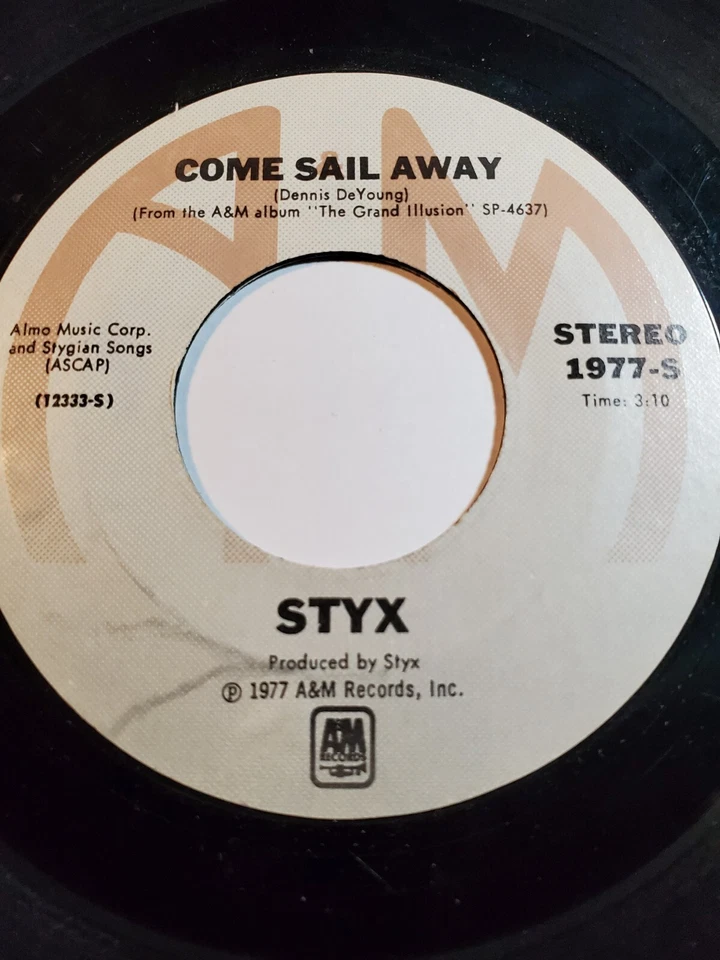 COME SAIL AWAY
(Dennis DeYoung)
(From the A&M album "The Grand Illusion" SP-4637)
Almo Music Corp.
and Stygian Songs
(ASCAP)
(12333-S)
STEREO
1977-S
Time: 3:10
STYX
Produced by Styx
℗ 1977 A&M Records, Inc.
A&M
RECORDS